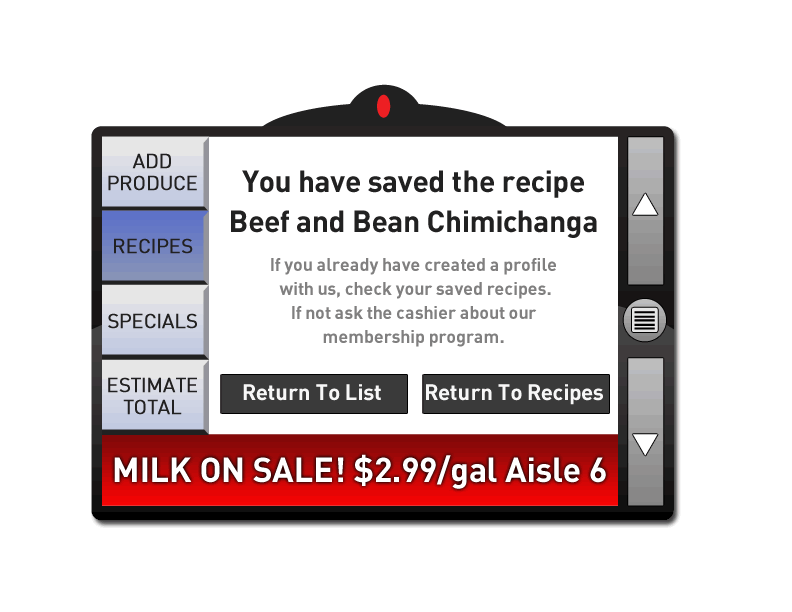 ADD
PRODUCE
RECIPES
SPECIALS
ESTIMATE
TOTAL
You have saved the recipe
Beef and Bean Chimichanga
If you already have created a profile
with us, check your saved recipes.
If not ask the cashier about our
membership program.
Return To List
Return To Recipes
MILK ON SALE! $2.99/gal Aisle 6